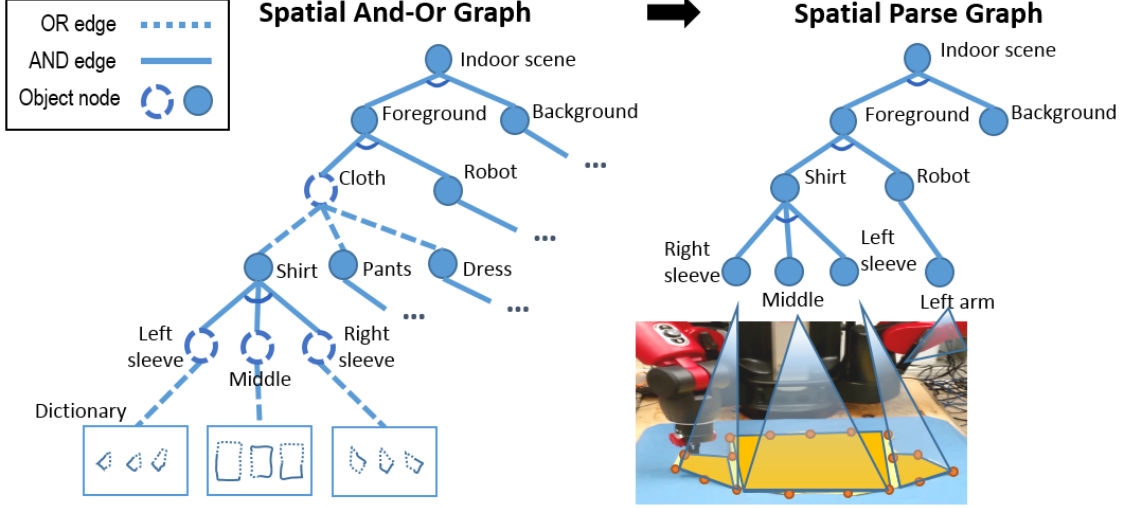 Spatial And-Or Graph
Spatial Parse Graph
OR edge
AND edge
Object node
Indoor scene
Foreground
Background
...
Cloth
Robot
...
Shirt
Pants
Dress
...
...
Left
sleeve
Middle
Right
sleeve
Dictionary
Indoor scene
Foreground
Background
Shirt
Robot
Right
sleeve
Middle
Left
sleeve
Left arm